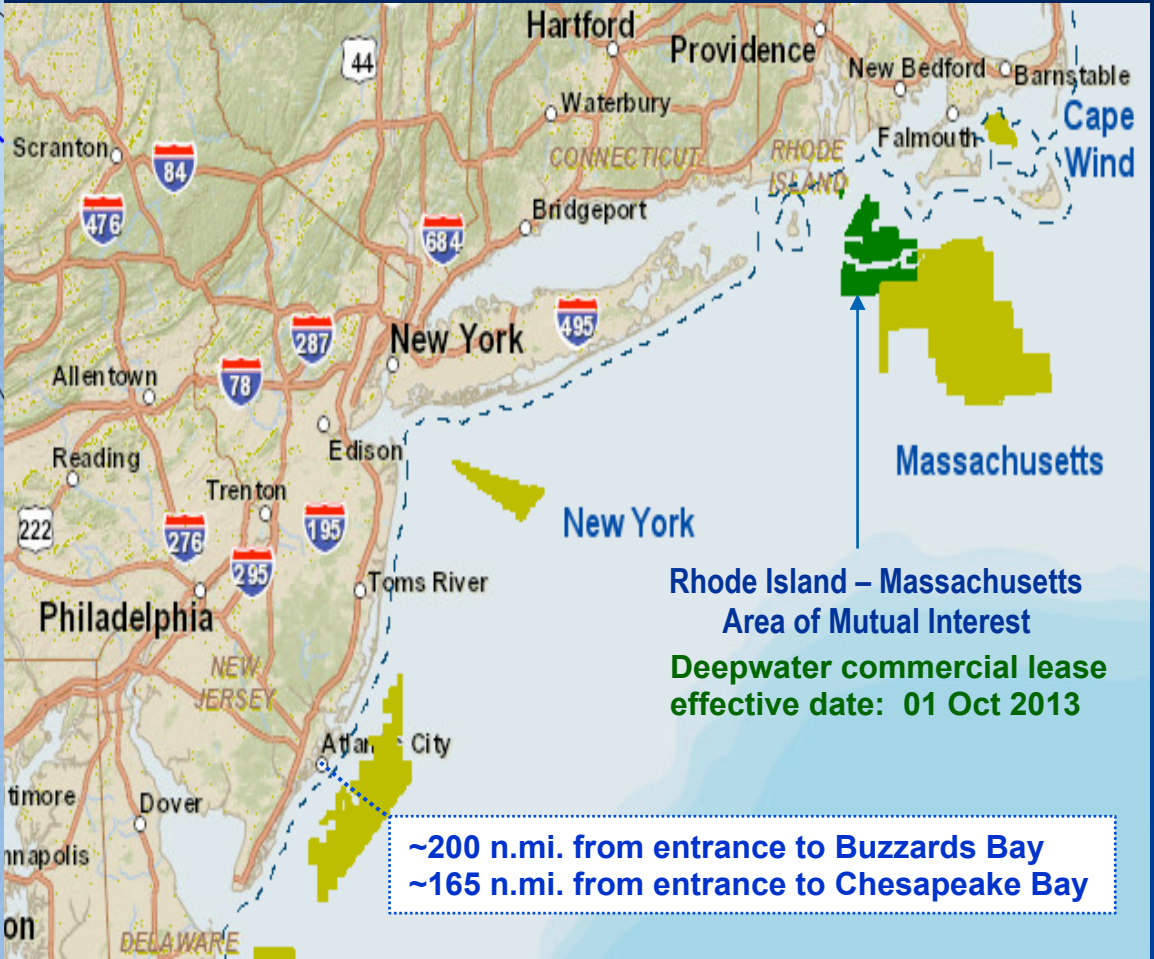 Hartford
Providence
44
New Bedford
Barnstable
Waterbury
Cape
Wind
Falmouth
Scranton
84
CONNECTICUT
RHODE
ISLAND
476
Bridgeport
684
495
New York
287
Allentown
78
Edison
Reading
Massachusetts
Trenton
222
195
New York
276
295
Toms River
Rhode Island – Massachusetts
Area of Mutual Interest
Philadelphia
Deepwater commercial lease
effective date: 01 Oct 2013
NEW
JERSEY
City
timore
Dover
~200 n.mi. from entrance to Buzzards Bay
~165 n.mi. from entrance to Chesapeake Bay
nnapolis
on
DELAWARE